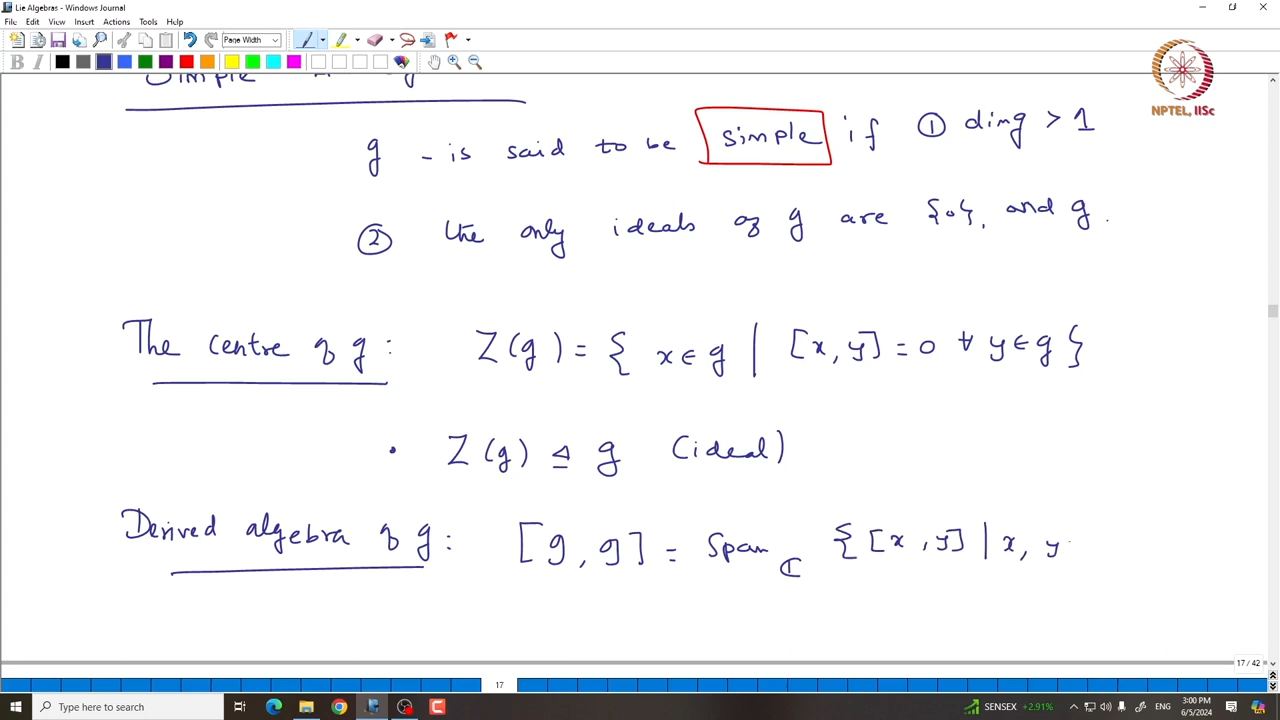 Lie Algebras - Windows Journal
File Edit View Insert Actions Tools Help
Page Width
B I
NPTEL, IISc
Simple
g - is said to be simple if ① dim g > 1
② the only ideals of g are {0}, and g.
The centre of g : Z(g) = { x ∈ g | [x, y] = 0 ∀ y ∈ g }
• Z(g) ⊴ g (ideal)
Derived algebra of g : [g, g] = Span_ℂ { [x, y] | x, y
17 / 42
17
Type here to search
SENSEX +2.91%
3:00 PM
6/5/2024